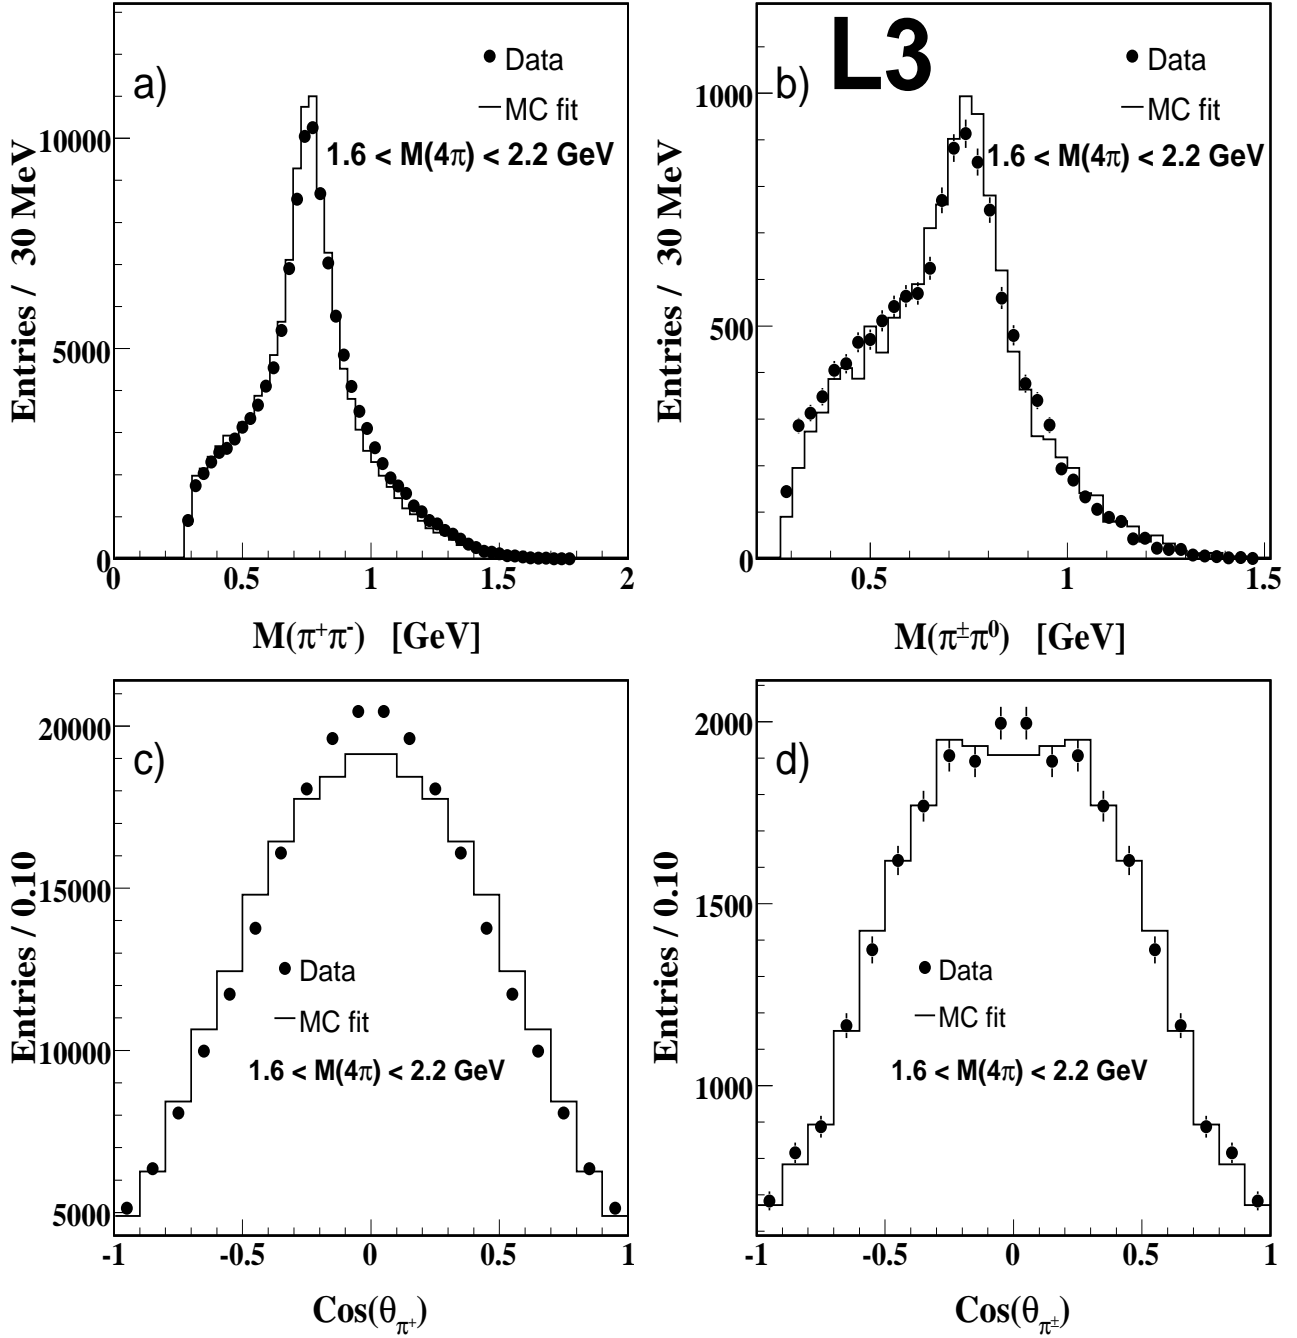 a)
Data
MC fit
1.6 < M(4π) < 2.2 GeV
Entries / 30 MeV
10000
5000
0
0 0.5 1 1.5 2
M(π⁺π⁻) [GeV]
L3
b)
Data
MC fit
1.6 < M(4π) < 2.2 GeV
Entries / 30 MeV
1000
500
0
0.5 1 1.5
M(π±π⁰) [GeV]
c)
Data
MC fit
1.6 < M(4π) < 2.2 GeV
Entries / 0.10
20000
15000
10000
5000
-1 -0.5 0 0.5 1
Cos(θπ⁺)
d)
Data
MC fit
1.6 < M(4π) < 2.2 GeV
Entries / 0.10
2000
1500
1000
-1 -0.5 0 0.5 1
Cos(θπ±)